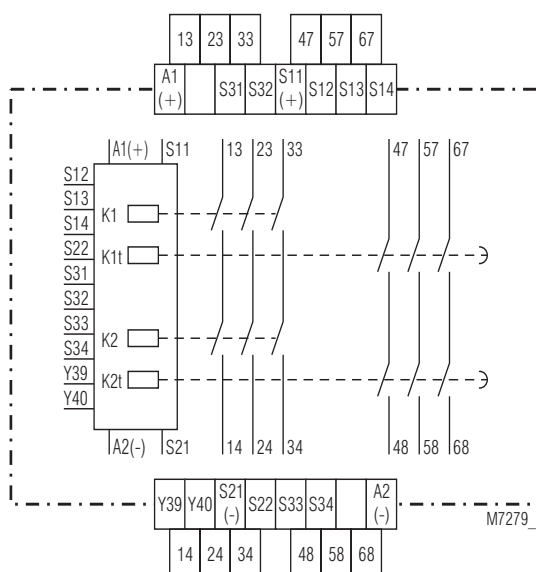 13 23 33 47 57 67
A1 (+) S31 S32 S11 (+) S12 S13 S14
A1(+) S11 13 23 33 47 57 67
S12
S13
K1
S14
S22
K1t
S31
S32
S33
K2
S34
Y39
K2t
Y40
A2(-) S21 14 24 34 48 58 68
Y39 Y40 S21 (-) S22 S33 S34 A2 (-)
M7279_
14 24 34 48 58 68